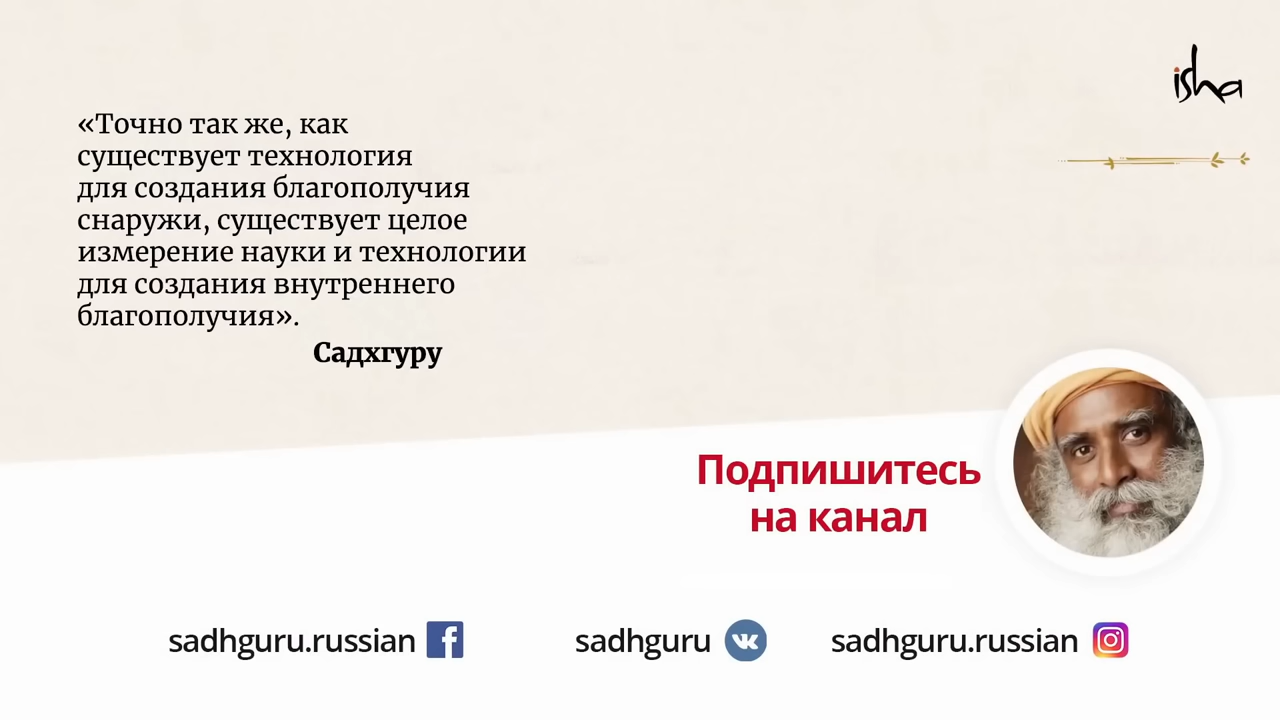 isha
«Точно так же, как
существует технология
для создания благополучия
снаружи, существует целое
измерение науки и технологии
для создания внутреннего
благополучия».
Садхгуру
Подпишитесь
на канал
sadhguru.russian
sadhguru
sadhguru.russian